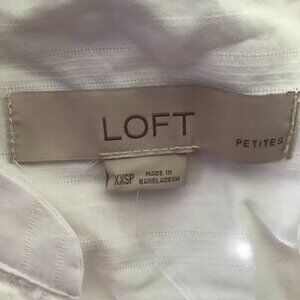 LOFT
PETITES
XXSP
MADE IN
BANGLADESH